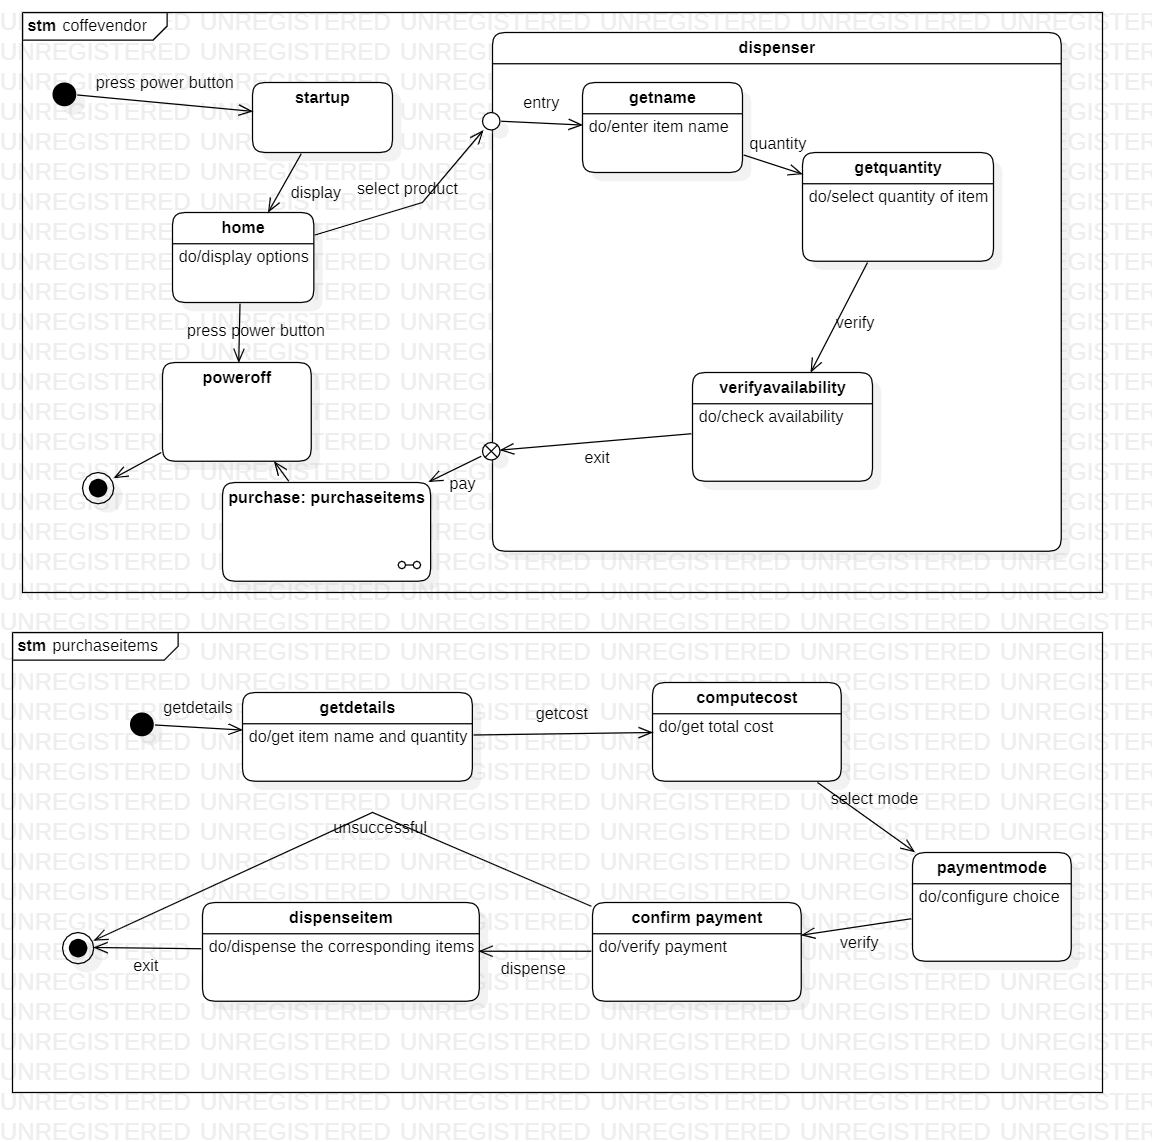 stm coffevendor
dispenser
press power button
startup
entry
getname
do/enter item name
quantity
getquantity
do/select quantity of item
display
select product
home
do/display options
press power button
verify
poweroff
verifyavailability
do/check availability
exit
pay
purchase: purchaseitems
stm purchaseitems
getdetails
getdetails
do/get item name and quantity
getcost
computecost
do/get total cost
select mode
unsuccessful
paymentmode
do/configure choice
dispenseitem
do/dispense the corresponding items
confirm payment
do/verify payment
verify
exit
dispense
UNREGISTERED UNREGISTERED UNREGISTERED UNREGISTERED UNREGISTERED UNREGISTERED